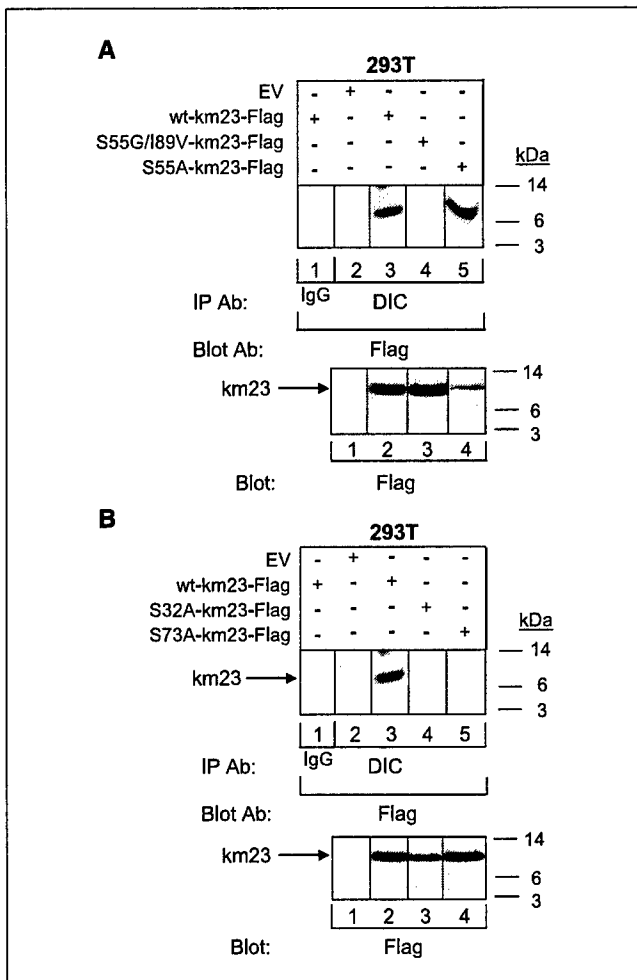 A
293T
EV - + - - -
wt-km23-Flag + - + - -
S55G/I89V-km23-Flag - - - + -
S55A-km23-Flag - - - - +
kDa
14
6
3
1 2 3 4 5
IP Ab: IgG DIC
Blot Ab: Flag
km23
14
6
3
1 2 3 4
Blot: Flag
B
293T
EV - + - - -
wt-km23-Flag + - + - -
S32A-km23-Flag - - - + -
S73A-km23-Flag - - - - +
kDa
14
km23
6
3
1 2 3 4 5
IP Ab: IgG DIC
Blot Ab: Flag
14
km23
6
3
1 2 3 4
Blot: Flag